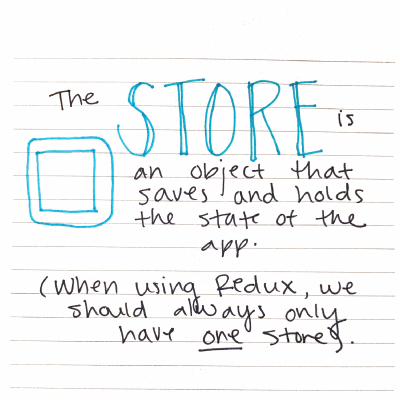 The STORE is
an object that
saves and holds
the state of the
app.
(When using Redux, we
should always only
have one store).